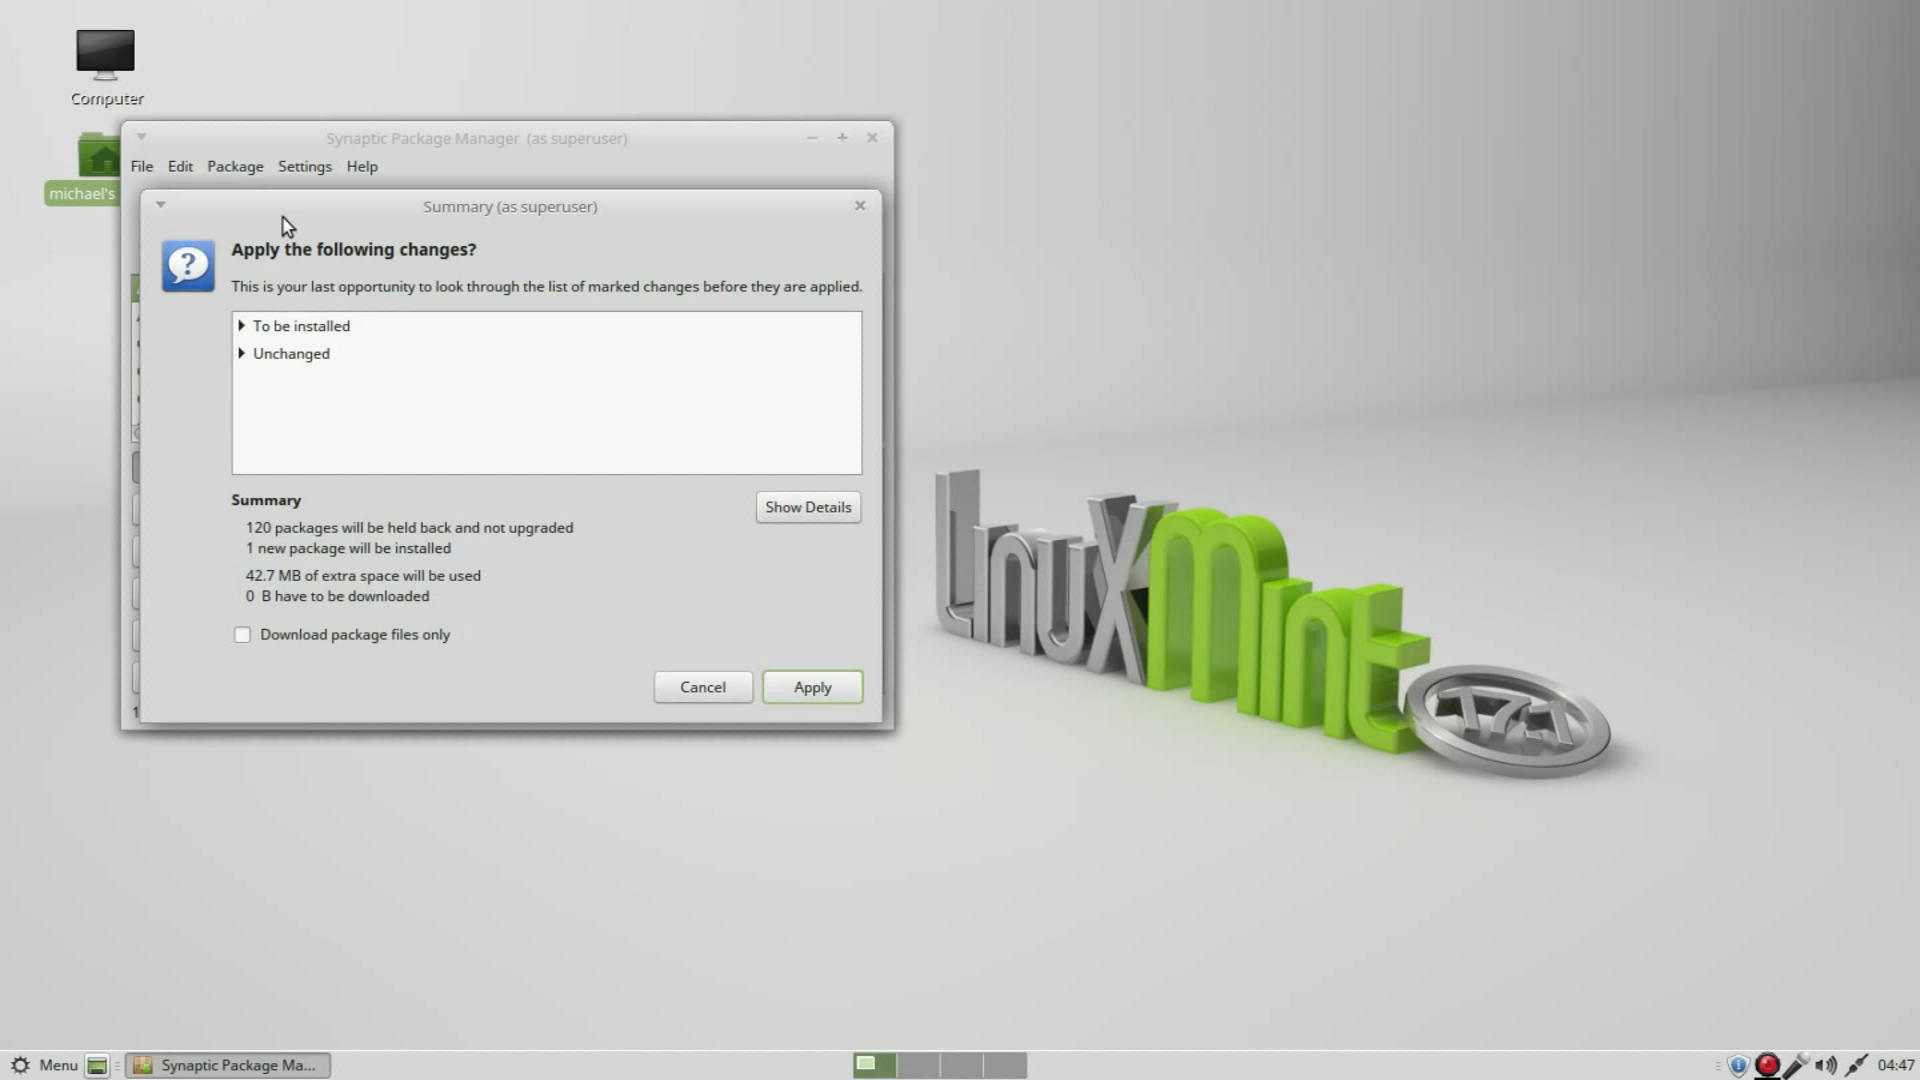 Computer
michael's
Synaptic Package Manager (as superuser)
File Edit Package Settings Help
Summary (as superuser)
Apply the following changes?
This is your last opportunity to look through the list of marked changes before they are applied.
To be installed
Unchanged
Summary
Show Details
120 packages will be held back and not upgraded
1 new package will be installed
42.7 MB of extra space will be used
0 B have to be downloaded
Download package files only
Cancel
Apply
LinuxMint
17.1
Menu
Synaptic Package Ma...
04:47